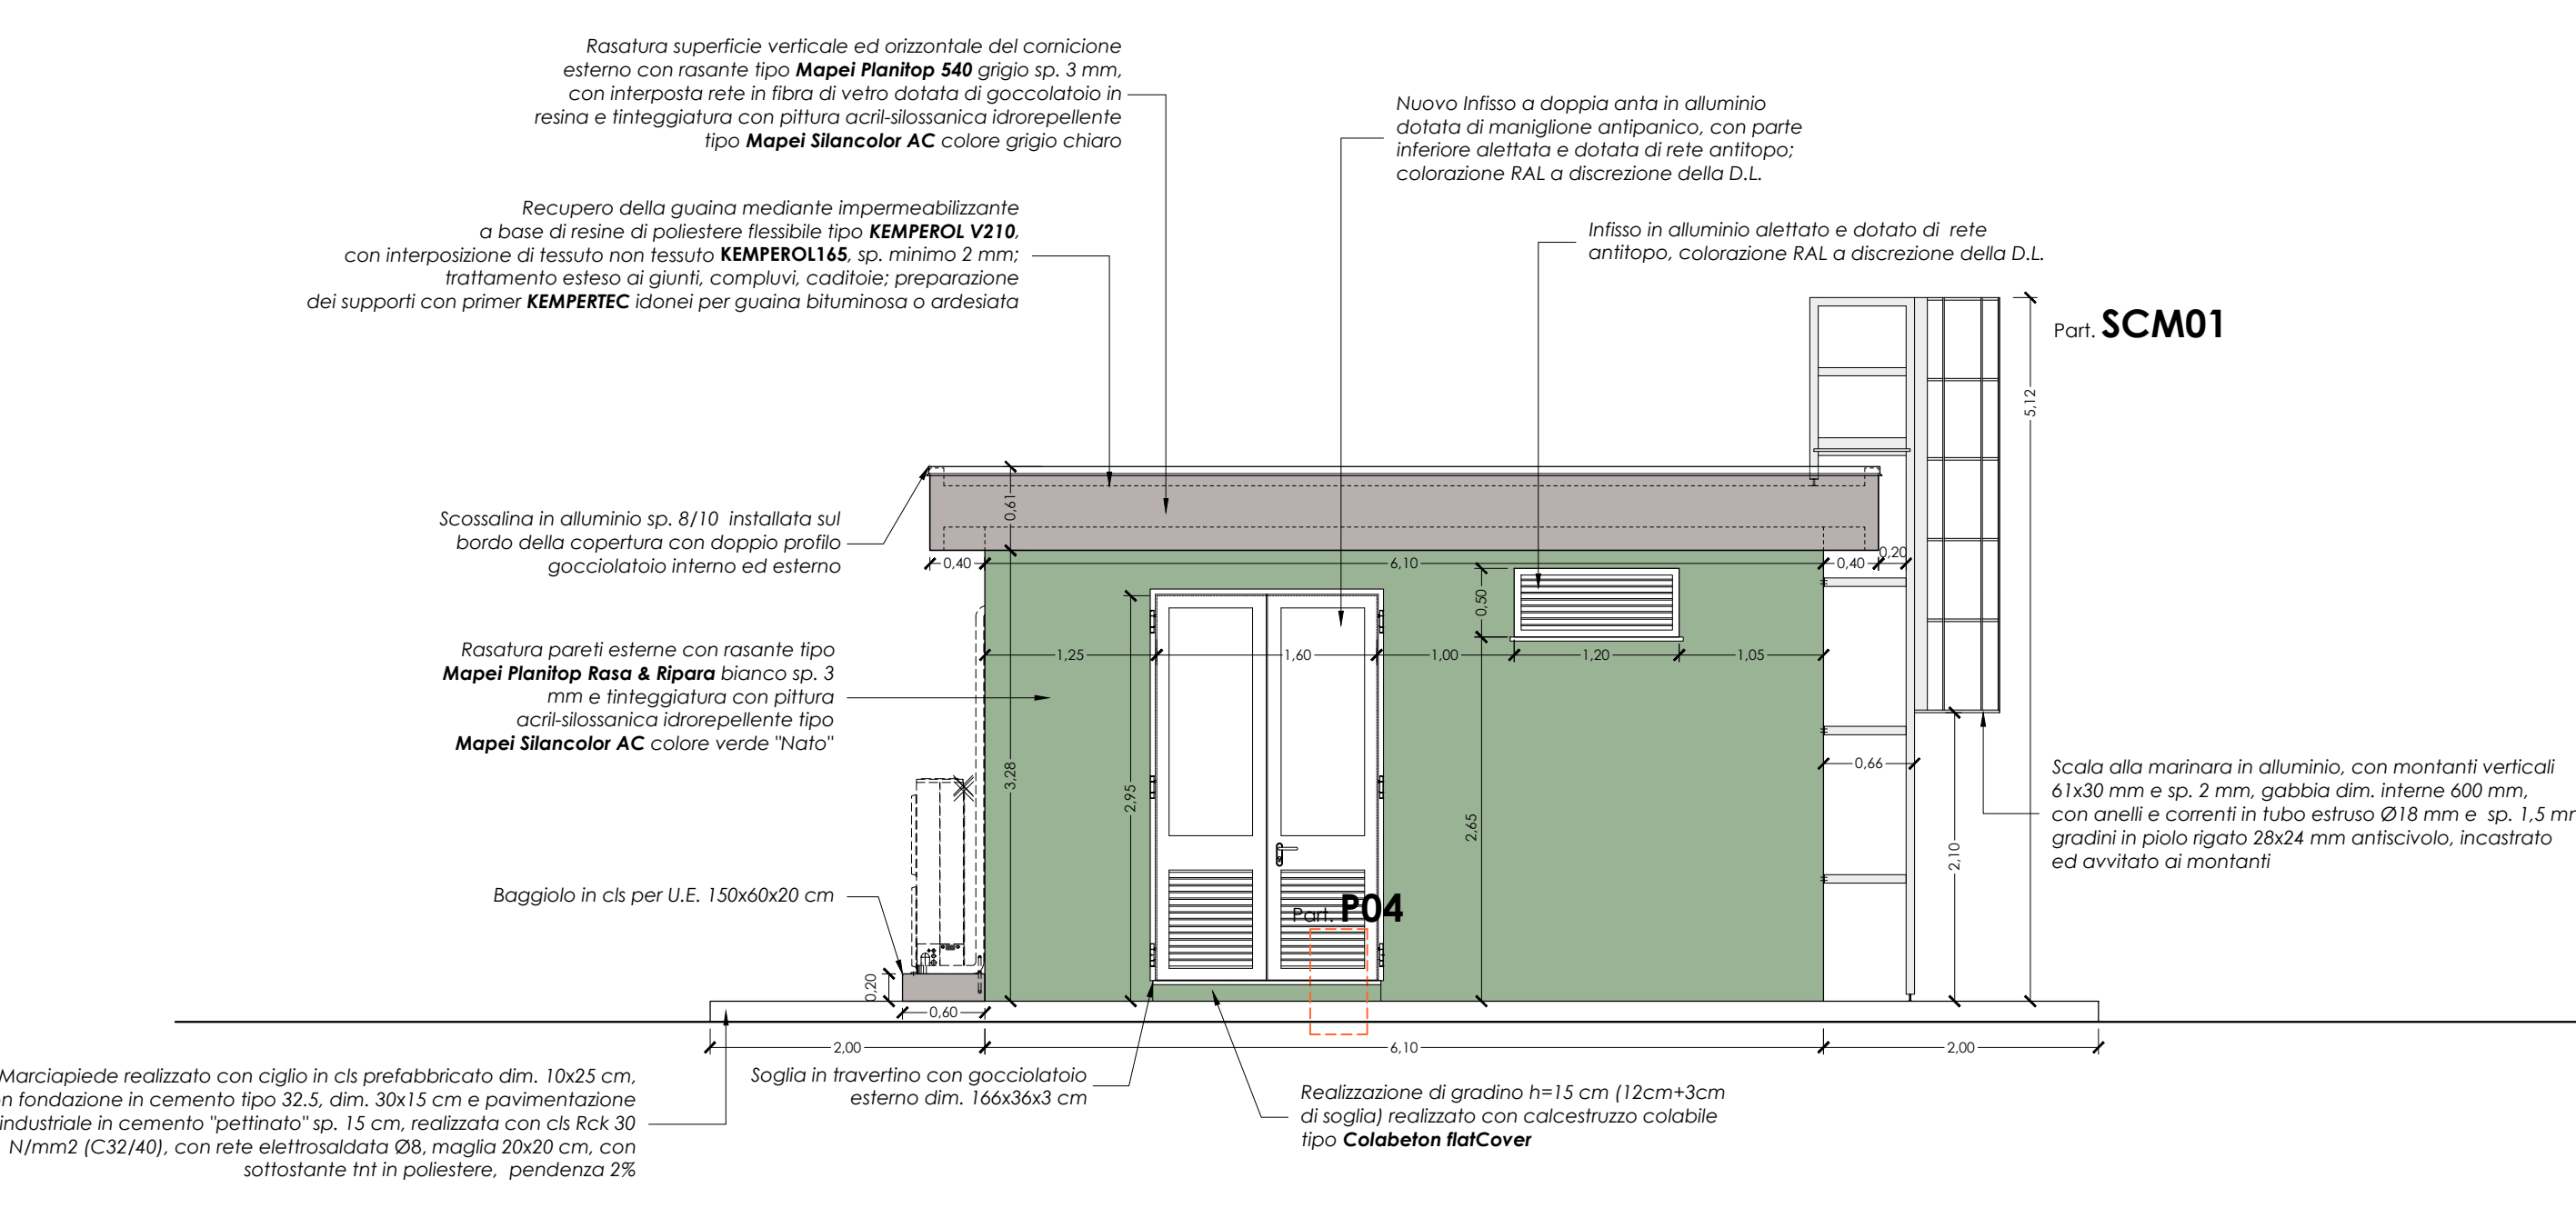 Rasatura superficie verticale ed orizzontale del cornicione
esterno con rasante tipo Mapei Planitop 540 grigio sp. 3 mm,
con interposta rete in fibra di vetro dotata di goccolatoio in
resina e tinteggiatura con pittura acril-silossanica idrorepellente
tipo Mapei Silancolor AC colore grigio chiaro
Nuovo Infisso a doppia anta in alluminio
dotata di maniglione antipanico, con parte
inferiore alettata e dotata di rete antitopo;
colorazione RAL a discrezione della D.L.
Recupero della guaina mediante impermeabilizzante
a base di resine di poliestere flessibile tipo KEMPEROL V210,
con interposizione di tessuto non tessuto KEMPEROL165, sp. minimo 2 mm;
trattamento esteso ai giunti, compluvi, caditoie; preparazione
dei supporti con primer KEMPERTEC idonei per guaina bituminosa o ardesiata
Infisso in alluminio alettato e dotato di rete
antitopo, colorazione RAL a discrezione della D.L.
Part. SCM01
5,12
0,61
Scossalina in alluminio sp. 8/10 installata sul
bordo della copertura con doppio profilo
gocciolatoio interno ed esterno
0,40
6,10
0,40
0,20
0,50
Rasatura pareti esterne con rasante tipo
Mapei Planitop Rasa & Ripara bianco sp. 3
mm e tinteggiatura con pittura
acril-silossanica idrorepellente tipo
Mapei Silancolor AC colore verde "Nato"
1,25
1,60
1,00
1,20
1,05
3,28
2,95
2,65
0,66
2,10
Scala alla marinara in alluminio, con montanti verticali
61x30 mm e sp. 2 mm, gabbia dim. interne 600 mm,
con anelli e correnti in tubo estruso Ø18 mm e sp. 1,5
gradini in piolo rigato 28x24 mm antiscivolo, incastrato
ed avvitato ai montanti
Baggiolo in cls per U.E. 150x60x20 cm
Part. P04
0,20
0,60
2,00
6,10
2,00
Marciapiede realizzato con ciglio in cls prefabbricato dim. 10x25 cm,
fondazione in cemento tipo 32.5, dim. 30x15 cm e pavimentazione
industriale in cemento "pettinato" sp. 15 cm, realizzata con cls Rck 30
N/mm2 (C32/40), con rete elettrosaldata Ø8, maglia 20x20 cm, con
sottostante tnt in poliestere, pendenza 2%
Soglia in travertino con gocciolatoio
esterno dim. 166x36x3 cm
Realizzazione di gradino h=15 cm (12cm+3cm
di soglia) realizzato con calcestruzzo colabile
tipo Colabeton flatCover